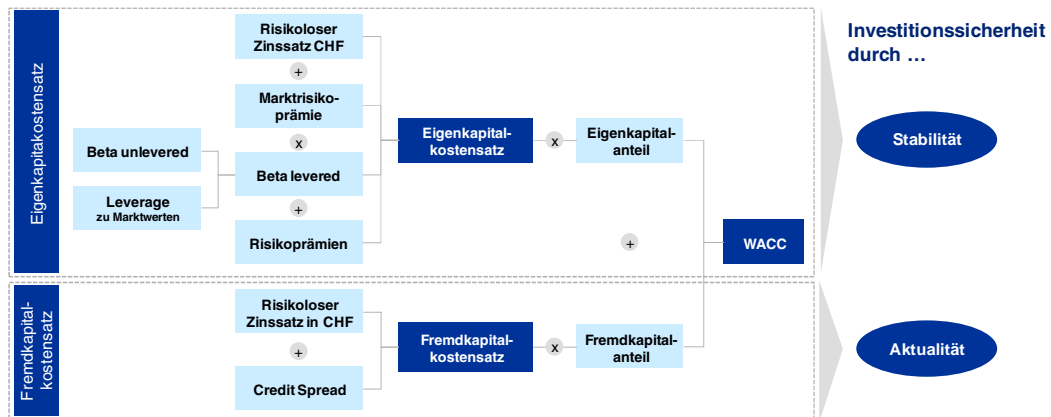 Eigenkapitakostensatz
Risikoloser
Zinssatz CHF
+
Marktrisiko-
prämie
x
Beta unlevered
Beta levered
Leverage
zu Marktwerten
+
Risikoprämien
Eigenkapital-
kostensatz
x
Eigenkapital-
anteil
+
WACC
Investitionssicherheit
durch …
Stabilität
Fremdkapital-
kostensatz
Risikoloser
Zinssatz in CHF
+
Credit Spread
Fremdkapital-
kostensatz
x
Fremdkapital-
anteil
Aktualität